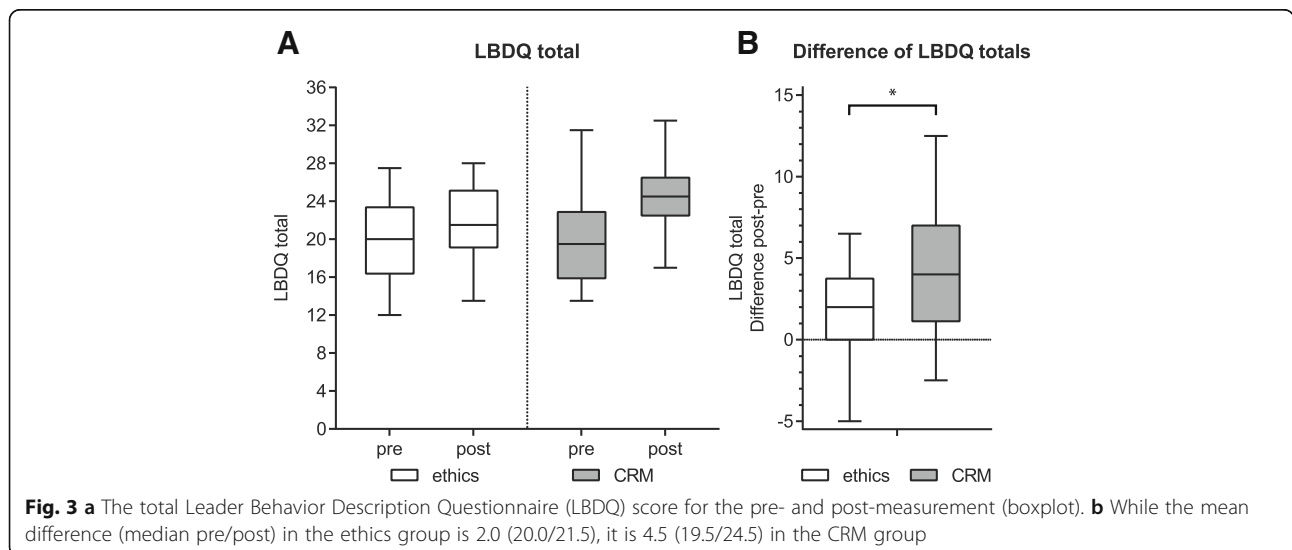 A
LBDQ total
LBDQ total
36
32
28
24
20
16
12
8
4
0
pre
post
pre
post
ethics
CRM
B
Difference of LBDQ totals
LBDQ total
Difference post-pre
15
10
5
0
-5
*
ethics
CRM
Fig. 3 a The total Leader Behavior Description Questionnaire (LBDQ) score for the pre- and post-measurement (boxplot). b While the mean
difference (median pre/post) in the ethics group is 2.0 (20.0/21.5), it is 4.5 (19.5/24.5) in the CRM group